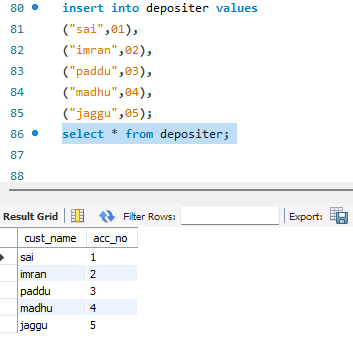 80 insert into depositer values
81 ("sai",01),
82 ("imran",02),
83 ("paddu",03),
84 ("madhu",04),
85 ("jaggu",05);
86 select * from depositer;
87
88
Result Grid Filter Rows: Export:
cust_name acc_no
sai 1
imran 2
paddu 3
madhu 4
jaggu 5